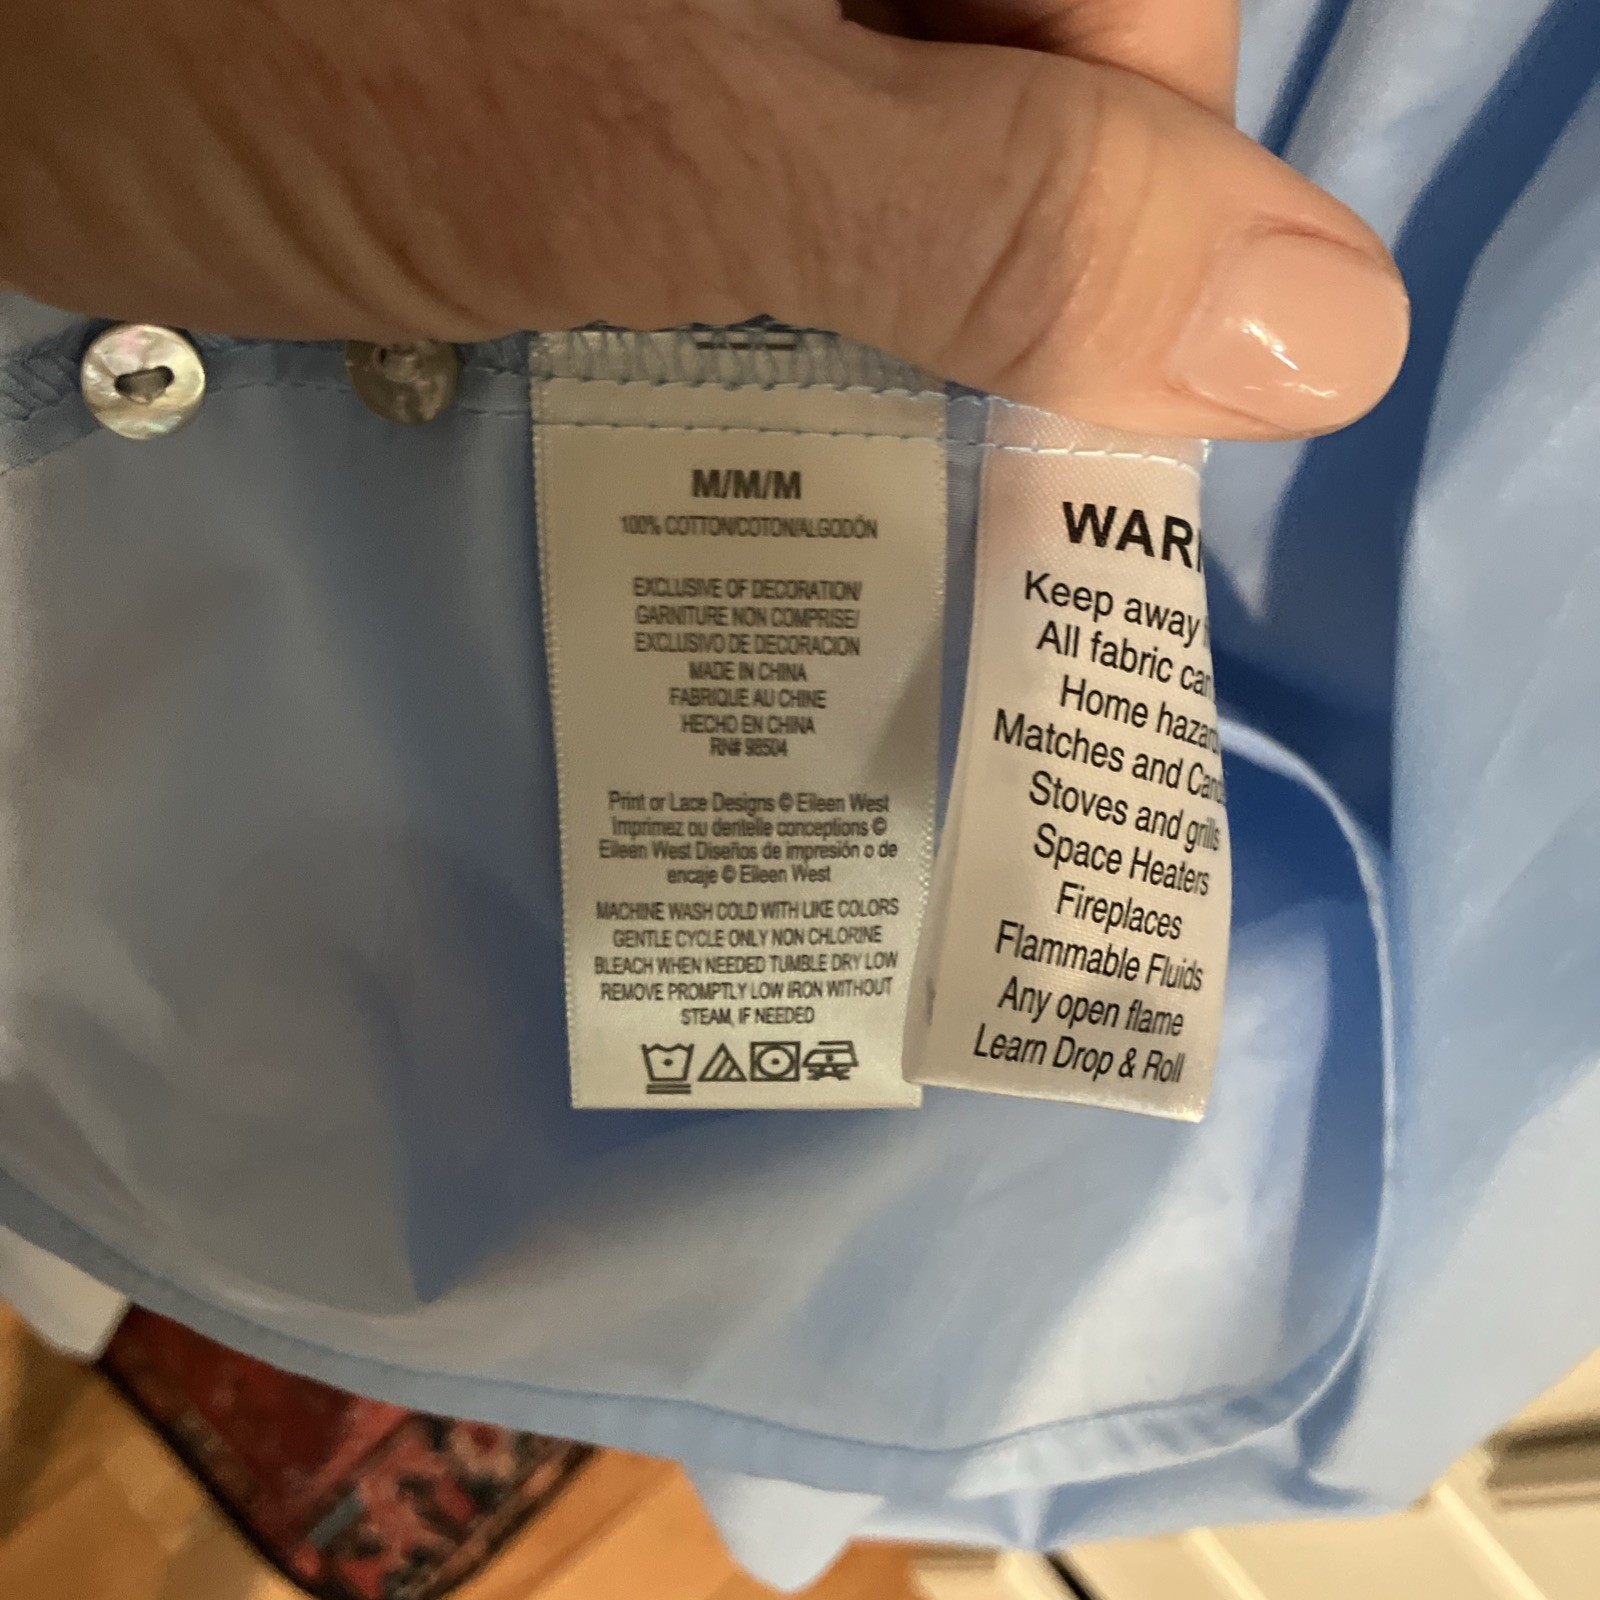 M/M/M
100% COTTON/COTON/ALGODÓN
EXCLUSIVE OF DECORATION/
GARNITURE NON COMPRISE/
EXCLUSIVO DE DECORACION
MADE IN CHINA
FABRIQUE AU CHINE
HECHO EN CHINA
RN# 98504
Print or Lace Designs © Eileen West
Imprimez ou dentelle conceptions ©
Eileen West Diseños de impresión o de
encaje © Eileen West
MACHINE WASH COLD WITH LIKE COLORS
GENTLE CYCLE ONLY NON CHLORINE
BLEACH WHEN NEEDED TUMBLE DRY LOW
REMOVE PROMPTLY LOW IRON WITHOUT
STEAM, IF NEEDED
WAR
Keep away
All fabric
Home
Matches and
Stoves and grills
Space Heaters
Fireplaces
Flammable Fluids
Any open flame
Learn Drop & Roll